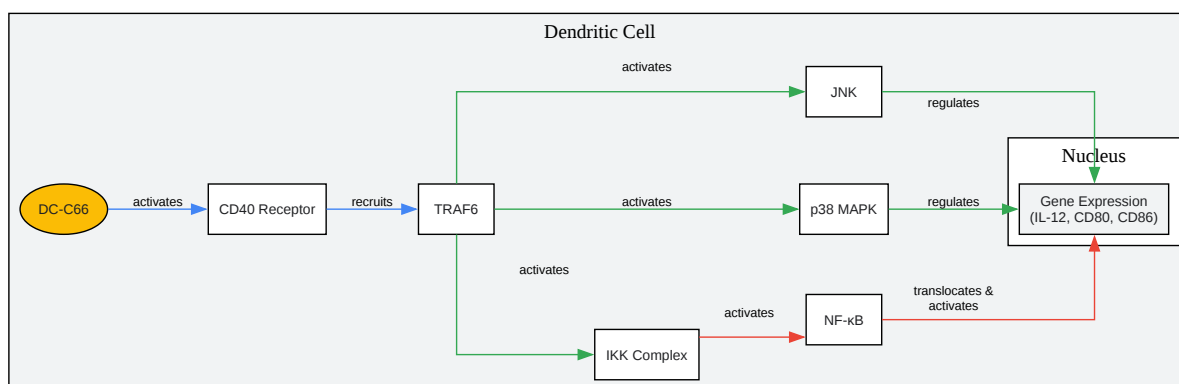 Dendritic Cell
activates
JNK
regulates
Nucleus
DC-C66
activates
CD40 Receptor
recruits
TRAF6
activates
p38 MAPK
regulates
Gene Expression
(IL-12, CD80, CD86)
activates
translocates &
activates
activates
NF-κB
IKK Complex